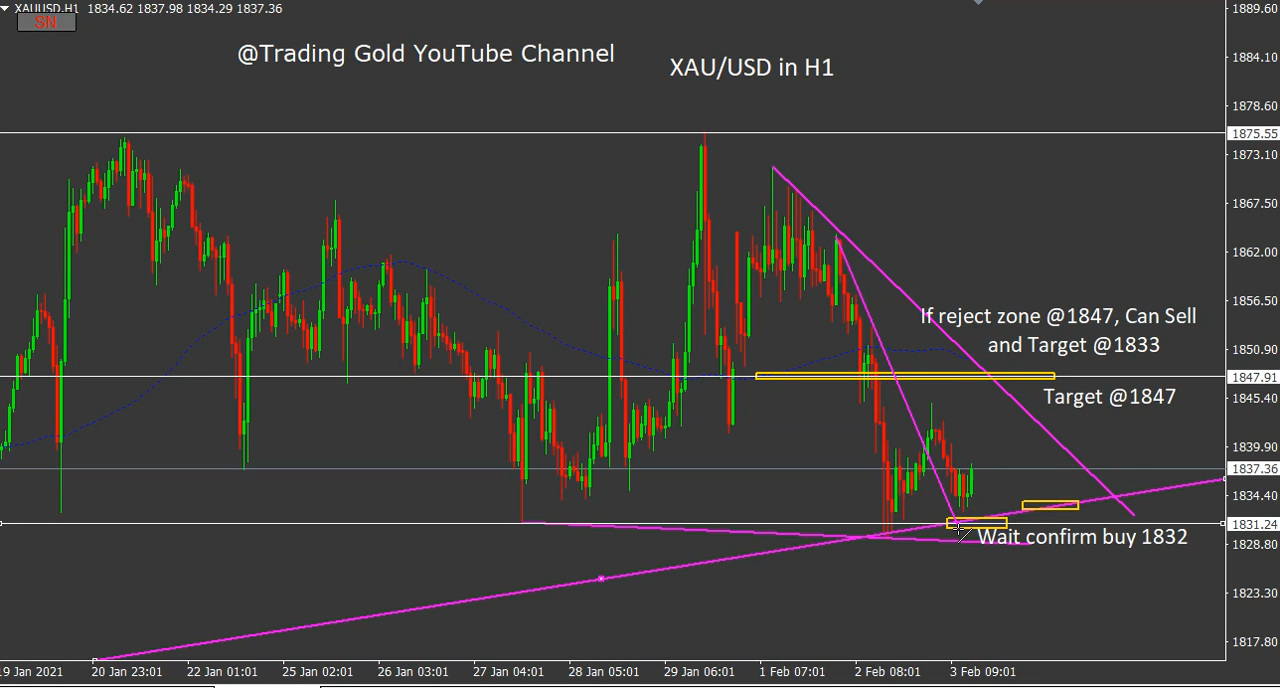 XAUUSD.H1 1834.62 1837.98 1834.29 1837.36
SN
@Trading Gold YouTube Channel
XAU/USD in H1
1889.60
1884.10
1878.60
1875.55
1873.10
1867.50
1862.00
1856.50
If reject zone @1847, Can Sell
and Target @1833
1850.90
1847.91
Target @1847
1845.40
1839.90
1837.36
1834.40
1831.24
Wait confirm buy 1832
1828.80
1823.30
1817.80
19 Jan 2021 20 Jan 23:01 22 Jan 01:01 25 Jan 02:01 26 Jan 03:01 27 Jan 04:01 28 Jan 05:01 29 Jan 06:01 1 Feb 07:01 2 Feb 08:01 3 Feb 09:01